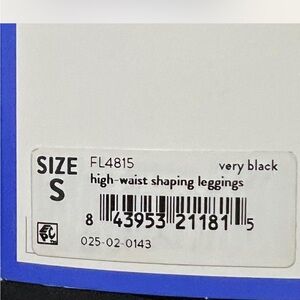 SIZE
S
FL4815 very black
high-waist shaping leggings
8 43953 21181 5
025-02-0143